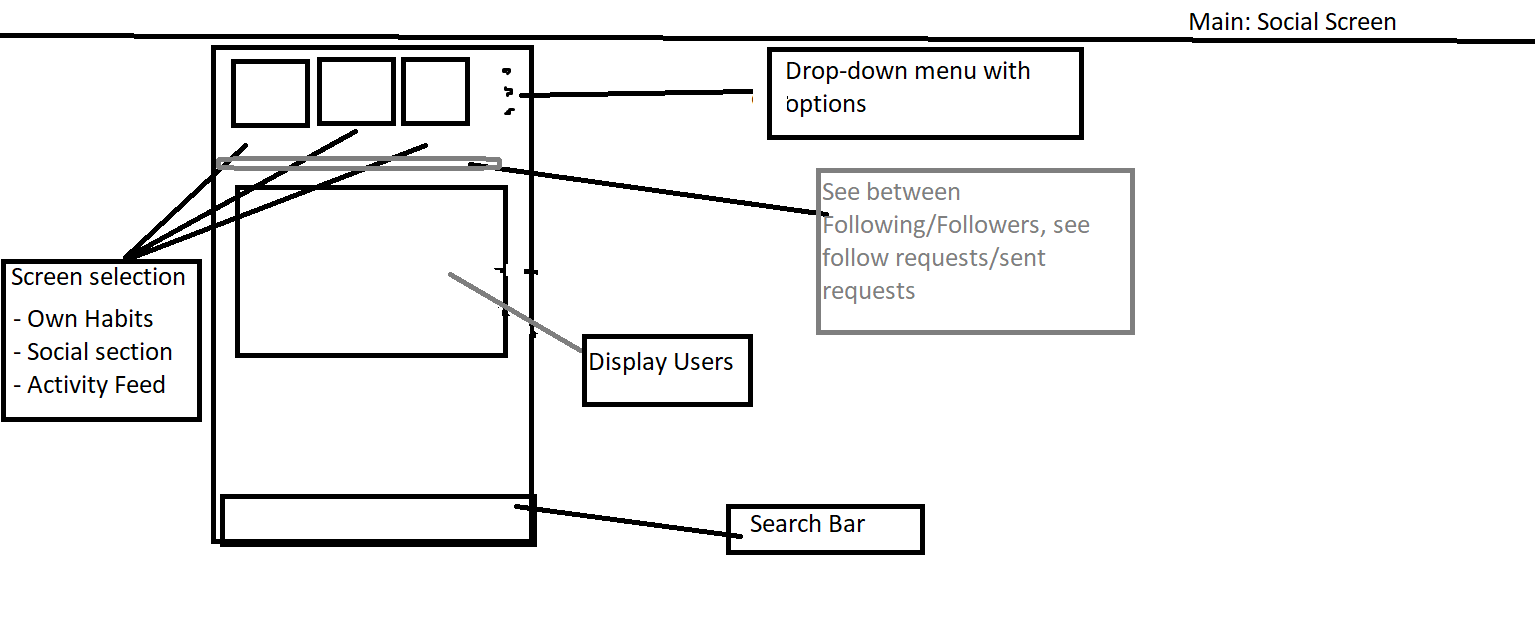 Main: Social Screen
Drop-down menu with
options
See between
Following/Followers, see
follow requests/sent
requests
Screen selection
- Own Habits
- Social section
- Activity Feed
Display Users
Search Bar